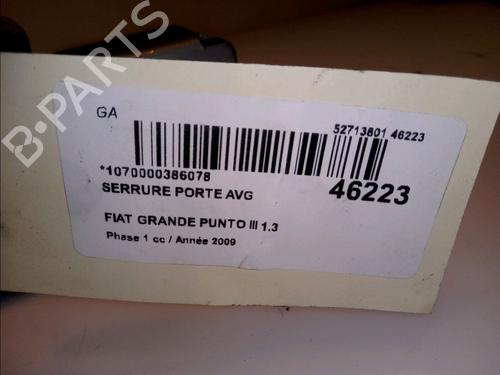 GA
52713801 46223
*1070000386078
46223
SERRURE PORTE AVG
FIAT GRANDE PUNTO III 1.3
Phase 1 cc / Année 2009
B-PARTS